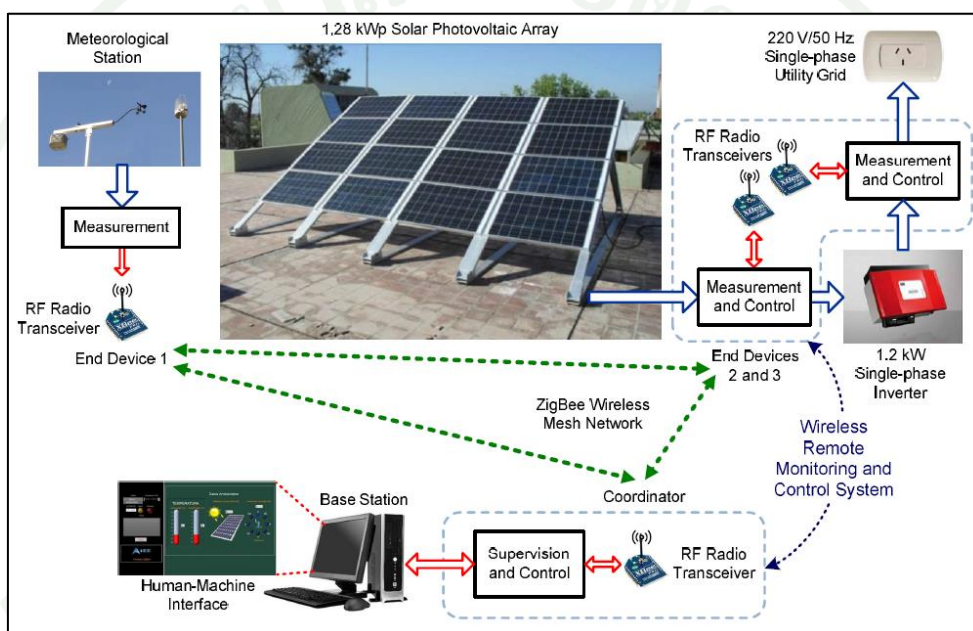 1,28 kWp Solar Photovoltaic Array
Meteorological
Station
220 V/50 Hz
Single-phase
Utility Grid
RF Radio
Transceivers
Measurement
and Control
Measurement
RF Radio
Transceiver
End Device 1
Measurement
and Control
End Devices
2 and 3
1.2 kW
Single-phase
Inverter
ZigBee Wireless
Mesh Network
Wireless
Remote
Monitoring and
Control System
Coordinator
Base Station
Supervision
and Control
RF Radio
Transceiver
Human-Machine
Interface